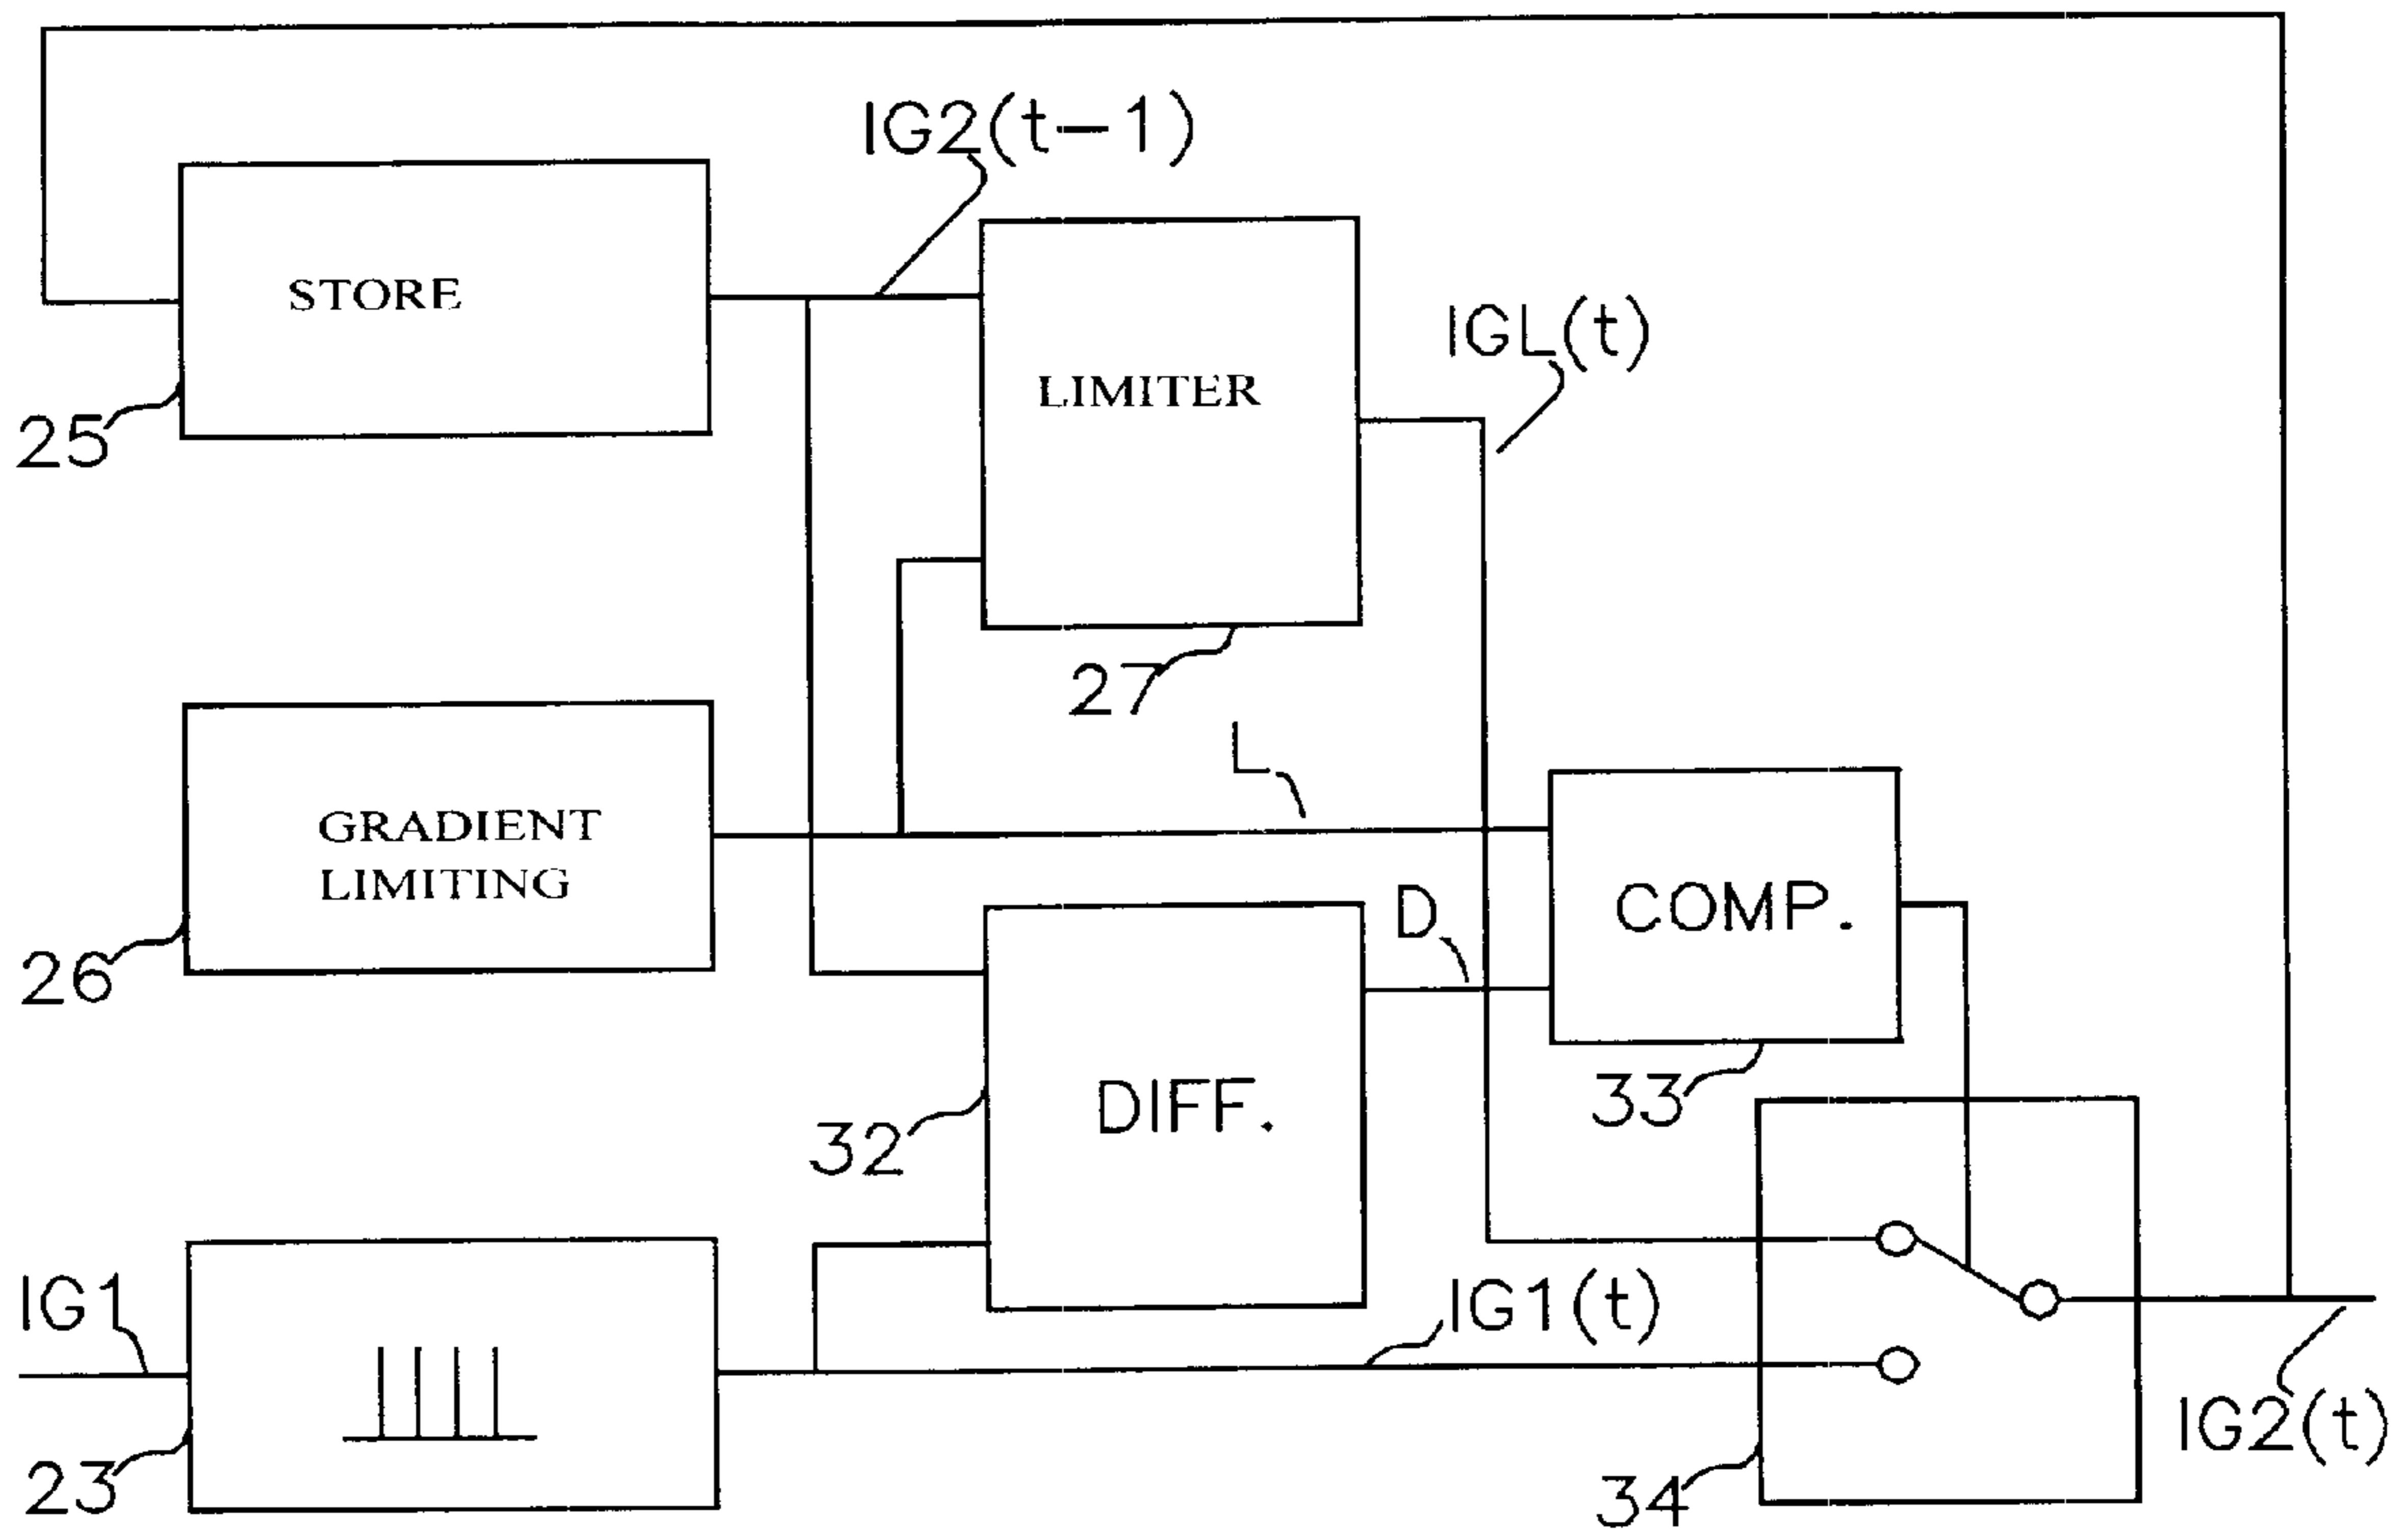 IG2(t-1)
STORE
25
LIMITER
IGL(t)
27
L
GRADIENT
LIMITING
26
COMP.
D
33
DIFF.
32
IG1
IG1(t)
23
34
IG2(t)